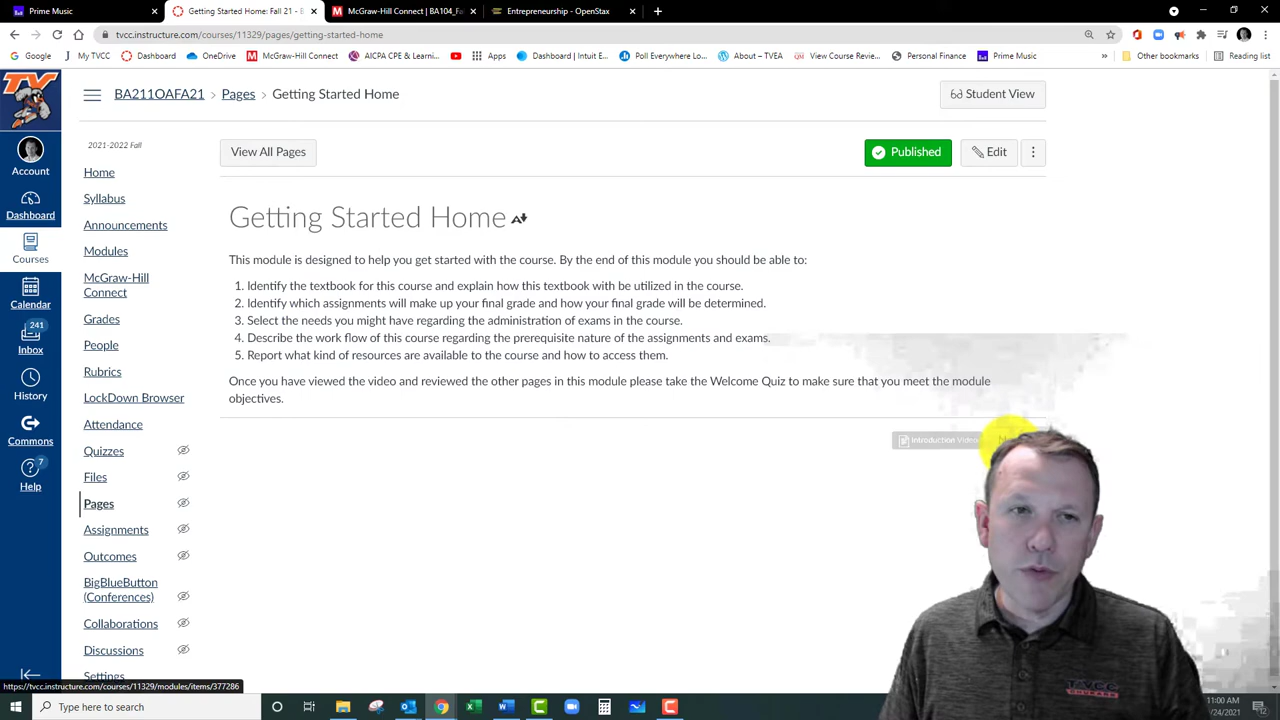 Prime Music
Getting Started Home: Fall 21 - B
McGraw-Hill Connect | BA104_Fa
Entrepreneurship - OpenStax
tvcc.instructure.com/courses/11329/pages/getting-started-home
Google
My TVCC
Dashboard
OneDrive
McGraw-Hill Connect
AICPA CPE & Learni...
Apps
Dashboard | Intuit E...
Poll Everywhere Lo...
About – TVEA
View Course Revie...
Personal Finance
Prime Music
Other bookmarks
Reading list
TV
BA211OAFA21 > Pages > Getting Started Home
Student View
Account
Dashboard
Courses
Calendar
241
Inbox
History
Commons
7
Help
2021-2022 Fall
Home
Syllabus
Announcements
Modules
McGraw-Hill
Connect
Grades
People
Rubrics
LockDown Browser
Attendance
Quizzes
Files
Pages
Assignments
Outcomes
BigBlueButton
(Conferences)
Collaborations
Discussions
Settings
View All Pages
Published
Edit
Getting Started Home
This module is designed to help you get started with the course. By the end of this module you should be able to:
1. Identify the textbook for this course and explain how this textbook with be utilized in the course.
2. Identify which assignments will make up your final grade and how your final grade will be determined.
3. Select the needs you might have regarding the administration of exams in the course.
4. Describe the work flow of this course regarding the prerequisite nature of the assignments and exams.
5. Report what kind of resources are available to the course and how to access them.
Once you have viewed the video and reviewed the other pages in this module please take the Welcome Quiz to make sure that you meet the module
objectives.
Introduction Video
TVCC
https://tvcc.instructure.com/courses/11329/modules/items/377286
Type here to search
11:00 AM
/24/2021
12